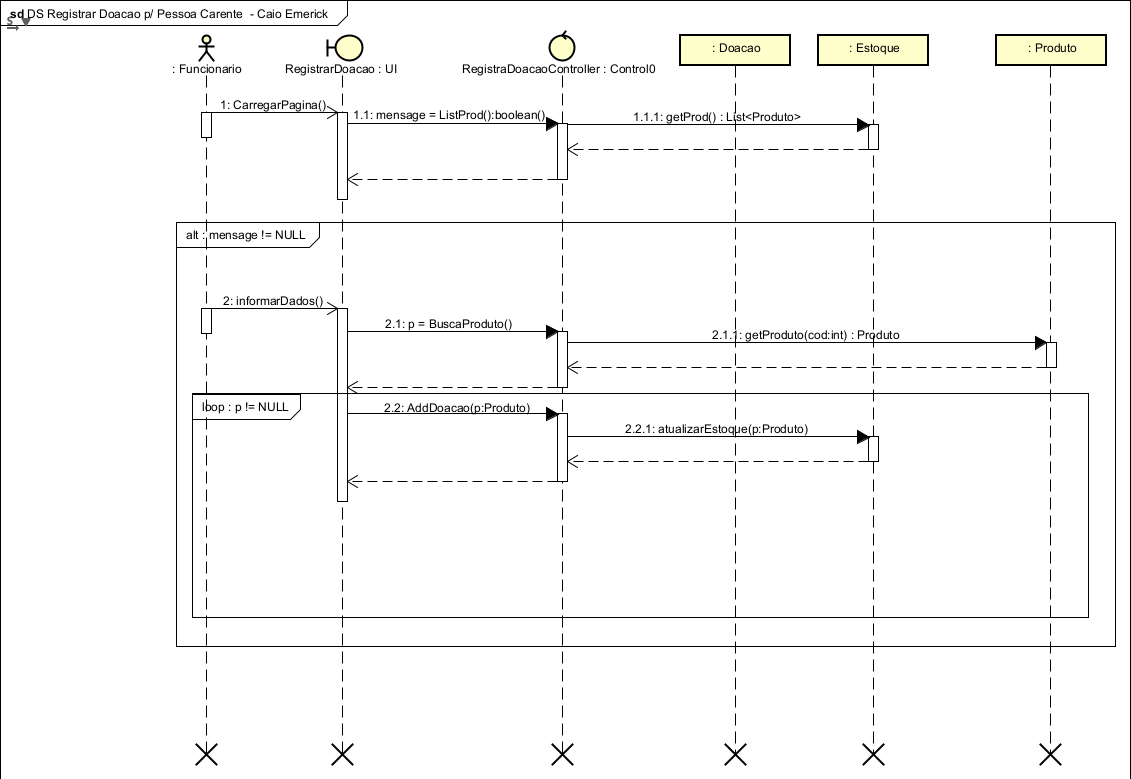 sd DS Registrar Doacao p/ Pessoa Carente - Caio Emerick
: Funcionario
RegistrarDoacao : UI
RegistraDoacaoController : Control0
: Doacao
: Estoque
: Produto
1: CarregarPagina()
1.1: mensage = ListProd():boolean()
1.1.1: getProd() : List<Produto>
alt : mensage != NULL
2: informarDados()
2.1: p = BuscaProduto()
2.1.1: getProduto(cod:int) : Produto
loop : p != NULL
2.2: AddDoacao(p:Produto)
2.2.1: atualizarEstoque(p:Produto)